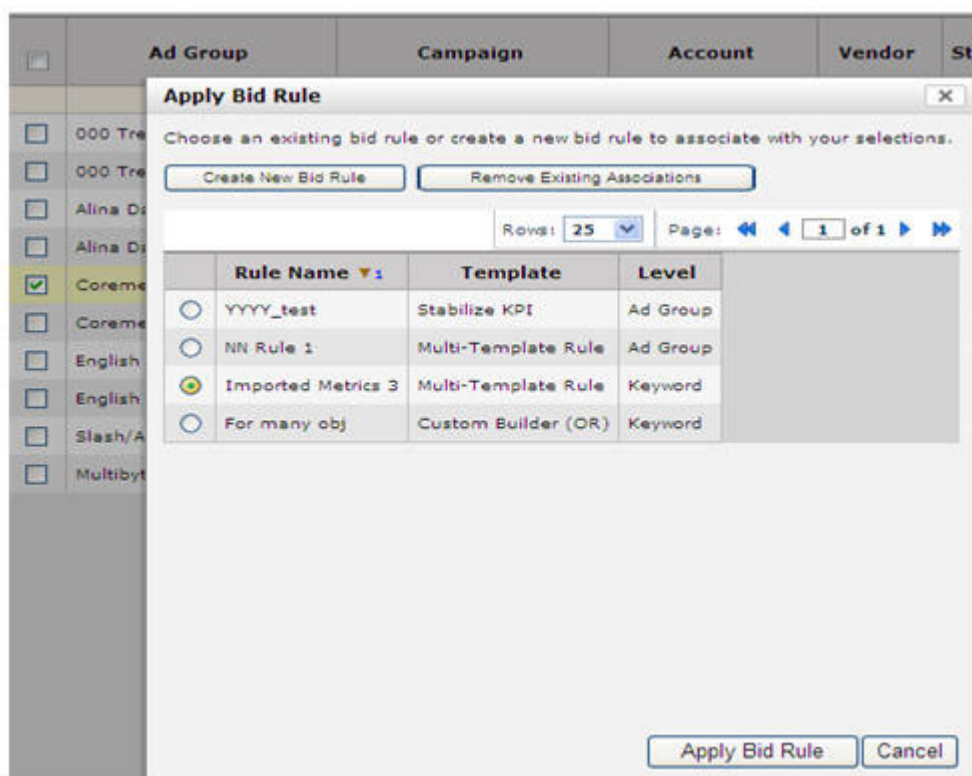 Ad Group Campaign Account Vendor St
Apply Bid Rule
Choose an existing bid rule or create a new bid rule to associate with your selections.
Create New Bid Rule Remove Existing Associations
Rows: 25 Page: 1 of 1
Rule Name 1 Template Level
YYYY_test Stabilize KPI Ad Group
NN Rule 1 Multi-Template Rule Ad Group
Imported Metrics 3 Multi-Template Rule Keyword
For many obj Custom Builder (OR) Keyword
000 Tre
000 Tre
Alina Da
Alina Da
Coreme
Coreme
English
English
Slash/A
Multibyt
Apply Bid Rule Cancel